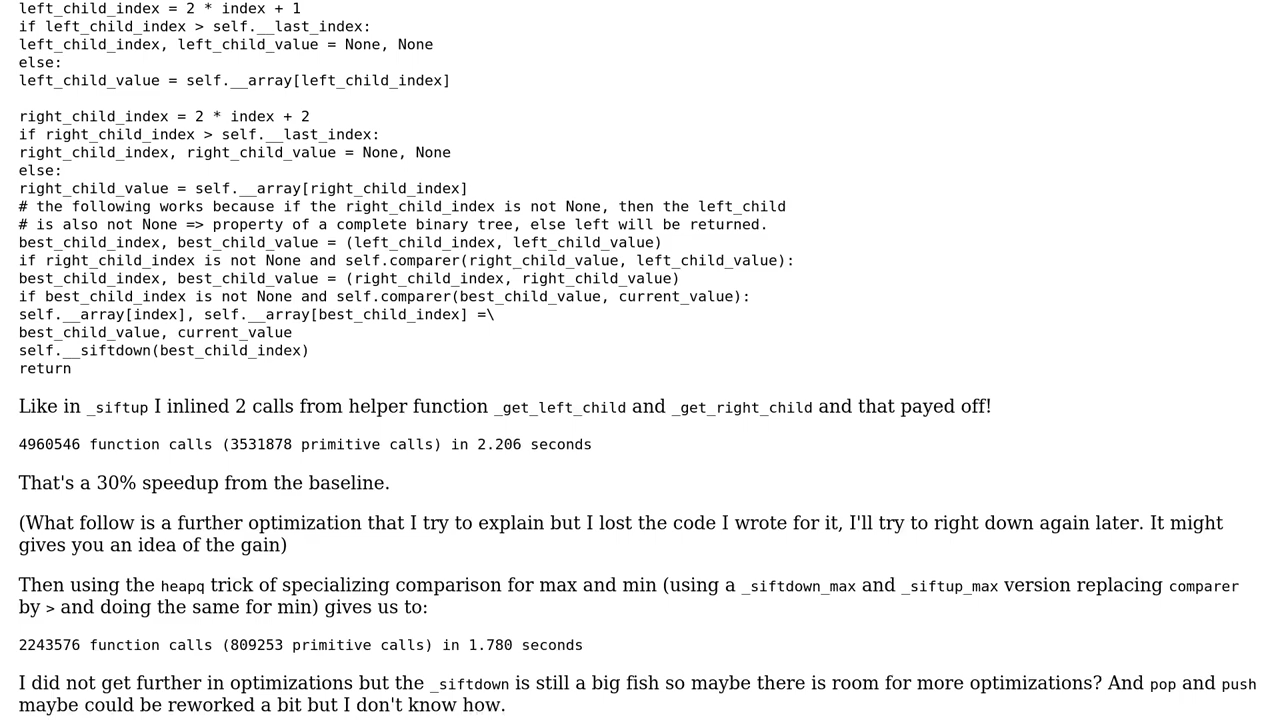 left_child_index = 2 * index + 1
if left_child_index > self.__last_index:
left_child_index, left_child_value = None, None
else:
left_child_value = self.__array[left_child_index]

right_child_index = 2 * index + 2
if right_child_index > self.__last_index:
right_child_index, right_child_value = None, None
else:
right_child_value = self.__array[right_child_index]
# the following works because if the right_child_index is not None, then the left_child
# is also not None => property of a complete binary tree, else left will be returned.
best_child_index, best_child_value = (left_child_index, left_child_value)
if right_child_index is not None and self.comparer(right_child_value, left_child_value):
best_child_index, best_child_value = (right_child_index, right_child_value)
if best_child_index is not None and self.comparer(best_child_value, current_value):
self.__array[index], self.__array[best_child_index] =\
best_child_value, current_value
self.__siftdown(best_child_index)
return
Like in _siftup I inlined 2 calls from helper function _get_left_child and _get_right_child and that payed off!
4960546 function calls (3531878 primitive calls) in 2.206 seconds
That's a 30% speedup from the baseline.
(What follow is a further optimization that I try to explain but I lost the code I wrote for it, I'll try to right down again later. It might
gives you an idea of the gain)
Then using the heapq trick of specializing comparison for max and min (using a _siftdown_max and _siftup_max version replacing comparer
by > and doing the same for min) gives us to:
2243576 function calls (809253 primitive calls) in 1.780 seconds
I did not get further in optimizations but the _siftdown is still a big fish so maybe there is room for more optimizations? And pop and push
maybe could be reworked a bit but I don't know how.